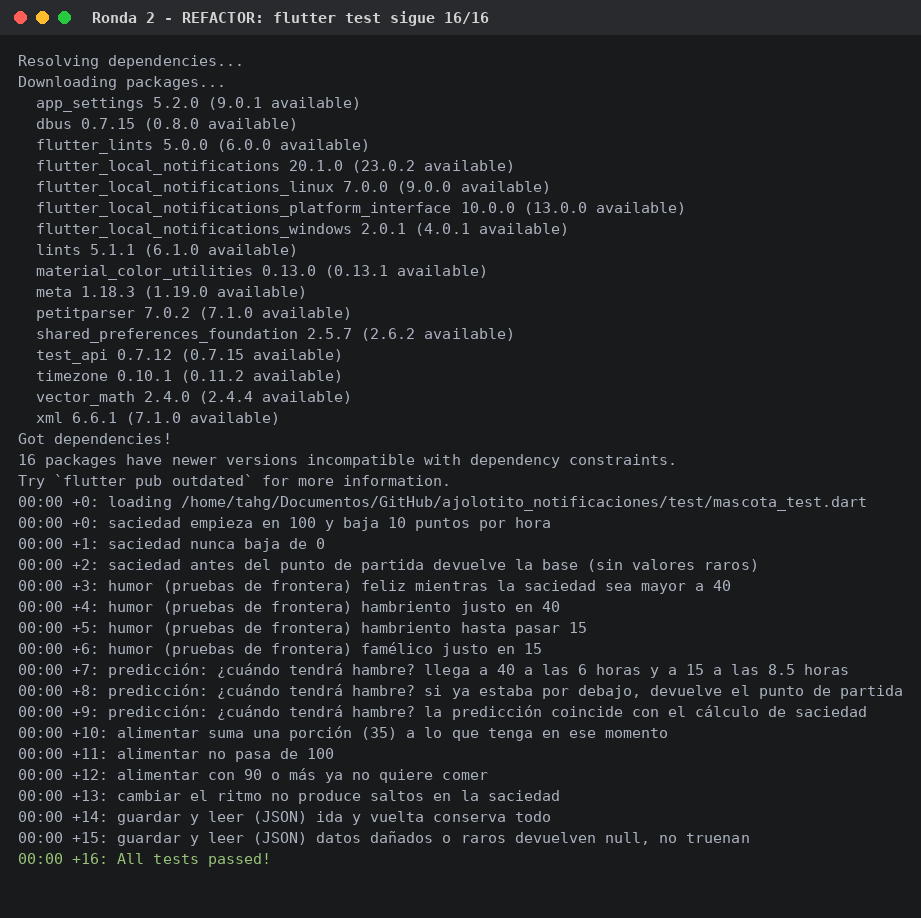 Ronda 2 - REFACTOR: flutter test sigue 16/16
Resolving dependencies...
Downloading packages...
  app_settings 5.2.0 (9.0.1 available)
  dbus 0.7.15 (0.8.0 available)
  flutter_lints 5.0.0 (6.0.0 available)
  flutter_local_notifications 20.1.0 (23.0.2 available)
  flutter_local_notifications_linux 7.0.0 (9.0.0 available)
  flutter_local_notifications_platform_interface 10.0.0 (13.0.0 available)
  flutter_local_notifications_windows 2.0.1 (4.0.1 available)
  lints 5.1.1 (6.1.0 available)
  material_color_utilities 0.13.0 (0.13.1 available)
  meta 1.18.3 (1.19.0 available)
  petitparser 7.0.2 (7.1.0 available)
  shared_preferences_foundation 2.5.7 (2.6.2 available)
  test_api 0.7.12 (0.7.15 available)
  timezone 0.10.1 (0.11.2 available)
  vector_math 2.4.0 (2.4.4 available)
  xml 6.6.1 (7.1.0 available)
Got dependencies!
16 packages have newer versions incompatible with dependency constraints.
Try `flutter pub outdated` for more information.
00:00 +0: loading /home/tahg/Documentos/GitHub/ajolotito_notificaciones/test/mascota_test.dart
00:00 +0: saciedad empieza en 100 y baja 10 puntos por hora
00:00 +1: saciedad nunca baja de 0
00:00 +2: saciedad antes del punto de partida devuelve la base (sin valores raros)
00:00 +3: humor (pruebas de frontera) feliz mientras la saciedad sea mayor a 40
00:00 +4: humor (pruebas de frontera) hambriento justo en 40
00:00 +5: humor (pruebas de frontera) hambriento hasta pasar 15
00:00 +6: humor (pruebas de frontera) famélico justo en 15
00:00 +7: predicción: ¿cuándo tendrá hambre? llega a 40 a las 6 horas y a 15 a las 8.5 horas
00:00 +8: predicción: ¿cuándo tendrá hambre? si ya estaba por debajo, devuelve el punto de partida
00:00 +9: predicción: ¿cuándo tendrá hambre? la predicción coincide con el cálculo de saciedad
00:00 +10: alimentar suma una porción (35) a lo que tenga en ese momento
00:00 +11: alimentar no pasa de 100
00:00 +12: alimentar con 90 o más ya no quiere comer
00:00 +13: cambiar el ritmo no produce saltos en la saciedad
00:00 +14: guardar y leer (JSON) ida y vuelta conserva todo
00:00 +15: guardar y leer (JSON) datos dañados o raros devuelven null, no truenan
00:00 +16: All tests passed!